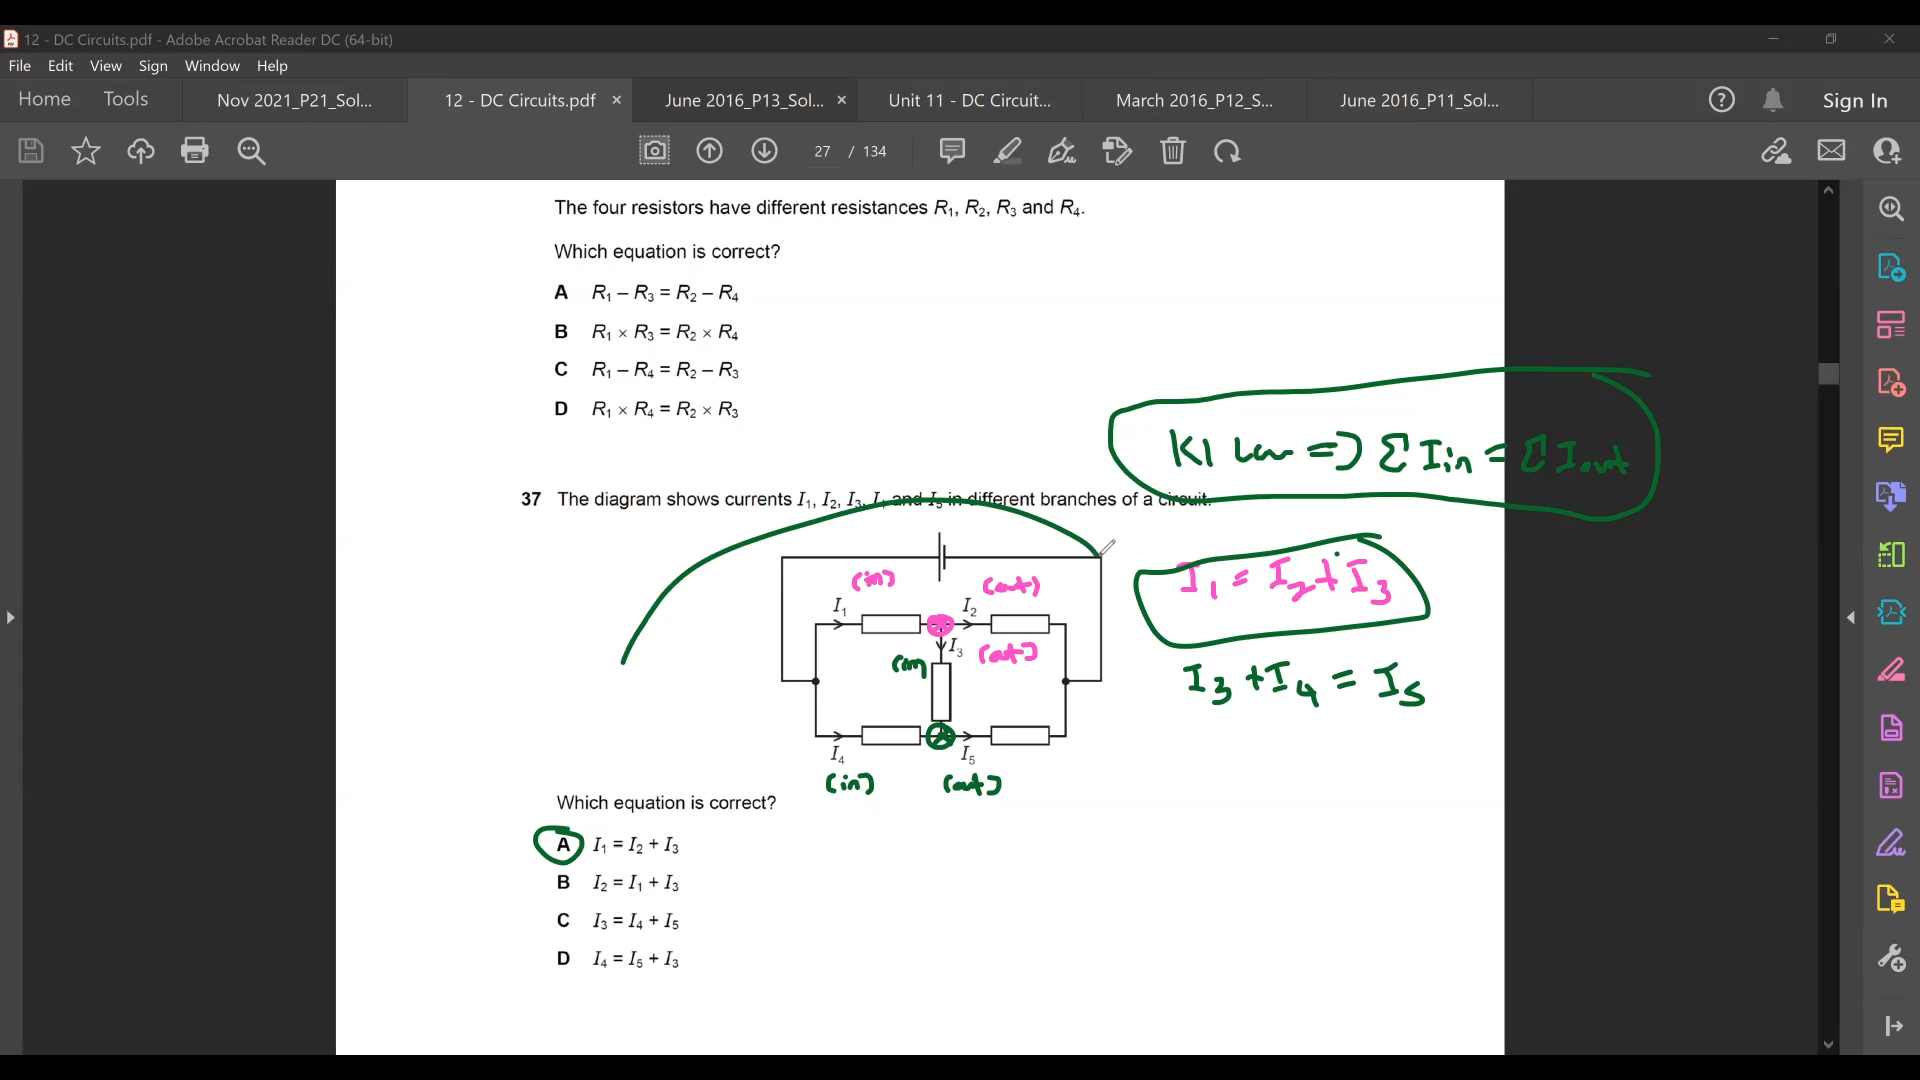 12 - DC Circuits.pdf - Adobe Acrobat Reader DC (64-bit)
File Edit View Sign Window Help
Home Tools Nov 2021_P21_Sol... 12 - DC Circuits.pdf × June 2016_P13_Sol... × Unit 11 - DC Circuit... March 2016_P12_S... June 2016_P11_Sol... Sign In
27 / 134
The four resistors have different resistances R₁, R₂, R₃ and R₄.
Which equation is correct?
A R₁ – R₃ = R₂ – R₄
B R₁ × R₃ = R₂ × R₄
C R₁ – R₄ = R₂ – R₃
D R₁ × R₄ = R₂ × R₃
K1 Law => Σ Iin = Σ Iout
37 The diagram shows currents I₁, I₂, I₃, I₄ and I₅ in different branches of a circuit.
(in) (out)
I₁ = I₂ + I₃
I₁ I₂
I₃ (out)
(in)
I₃ + I₄ = I₅
I₄ I₅
(in) (out)
Which equation is correct?
A I₁ = I₂ + I₃
B I₂ = I₁ + I₃
C I₃ = I₄ + I₅
D I₄ = I₅ + I₃